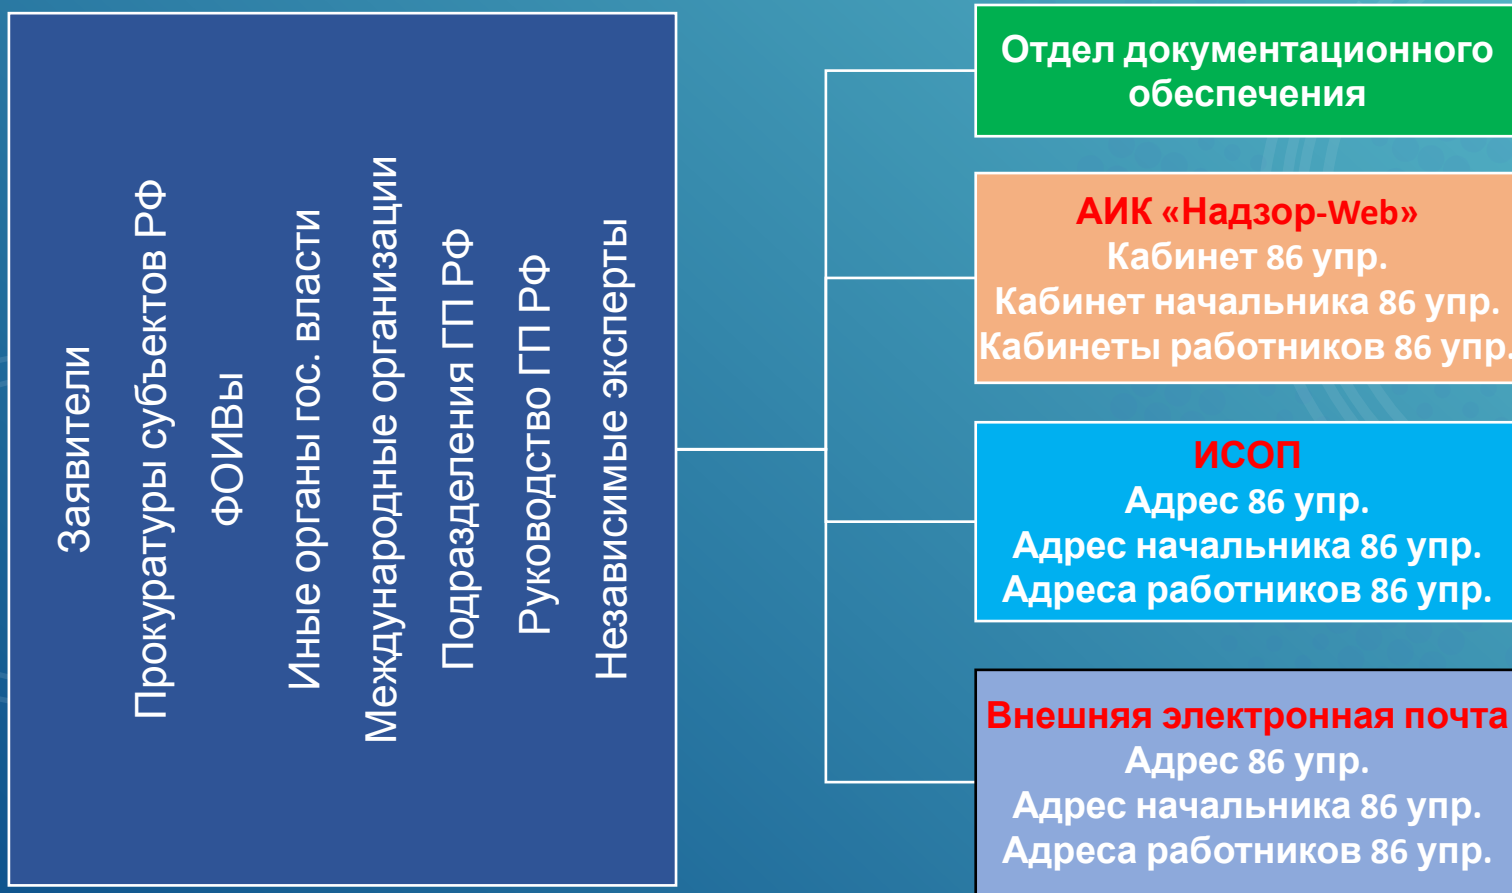 Заявители
Прокуратуры субъектов РФ
ФОИВы
Иные органы гос. власти
Международные организации
Подразделения ГП РФ
Руководство ГП РФ
Независимые эксперты
Отдел документационного
обеспечения
АИК «Надзор-Web»
Кабинет 86 упр.
Кабинет начальника 86 упр.
Кабинеты работников 86 упр.
ИСОП
Адрес 86 упр.
Адрес начальника 86 упр.
Адреса работников 86 упр.
Внешняя электронная почта
Адрес 86 упр.
Адрес начальника 86 упр.
Адреса работников 86 упр.